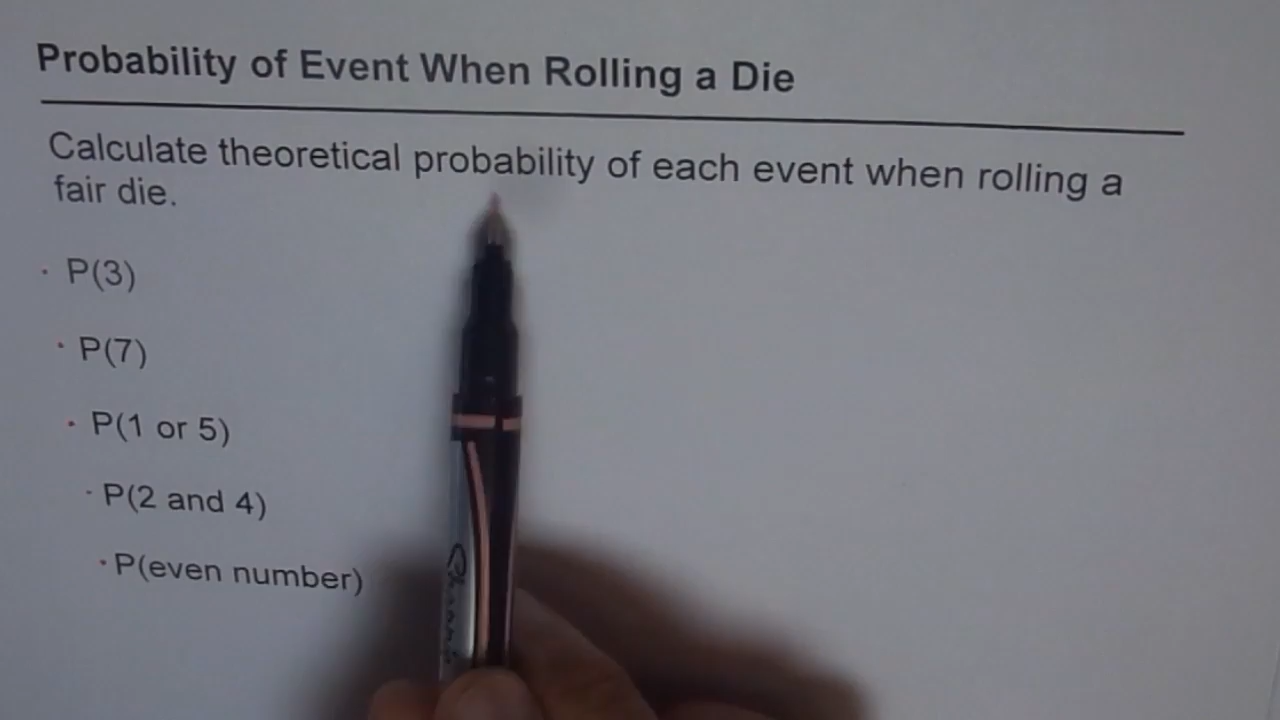 Probability of Event When Rolling a Die
Calculate theoretical probability of each event when rolling a
fair die.
· P(3)
· P(7)
· P(1 or 5)
· P(2 and 4)
· P(even number)